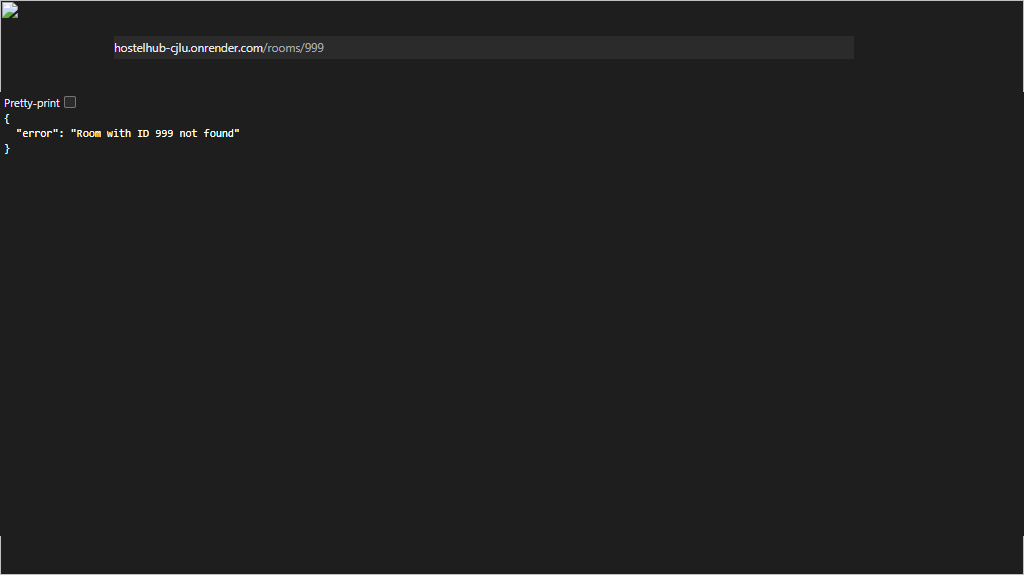 hostelhub-cjlu.onrender.com/rooms/999
Pretty-print
{
  "error": "Room with ID 999 not found"
}